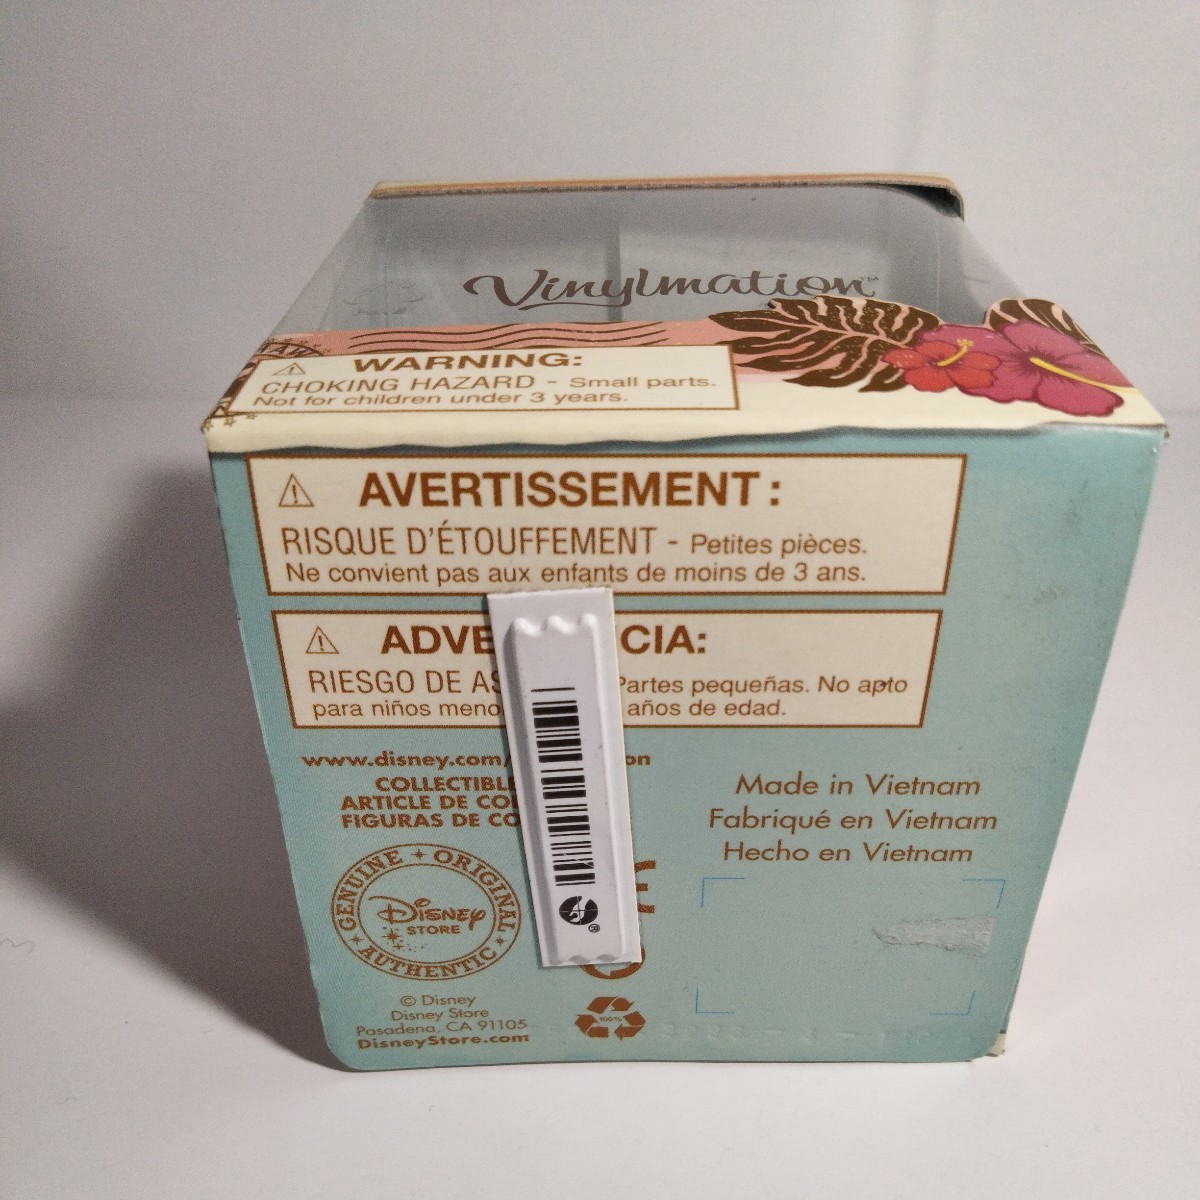 Vinylmation™
WARNING:
CHOKING HAZARD - Small parts.
Not for children under 3 years.
AVERTISSEMENT :
RISQUE D'ÉTOUFFEMENT - Petites pièces.
Ne convient pas aux enfants de moins de 3 ans.
ADVE CIA:
RIESGO DE AS Partes pequeñas. No apto
para niños meno años de edad.
www.disney.com/ on
COLLECTIBL
ARTICLE DE CO
FIGURAS DE CO
Made in Vietnam
Fabriqué en Vietnam
Hecho en Vietnam
GENUINE ORIGINAL
Disney
STORE
AUTHENTIC
© Disney
Disney Store
Pasadena, CA 91105
DisneyStore.com
100%